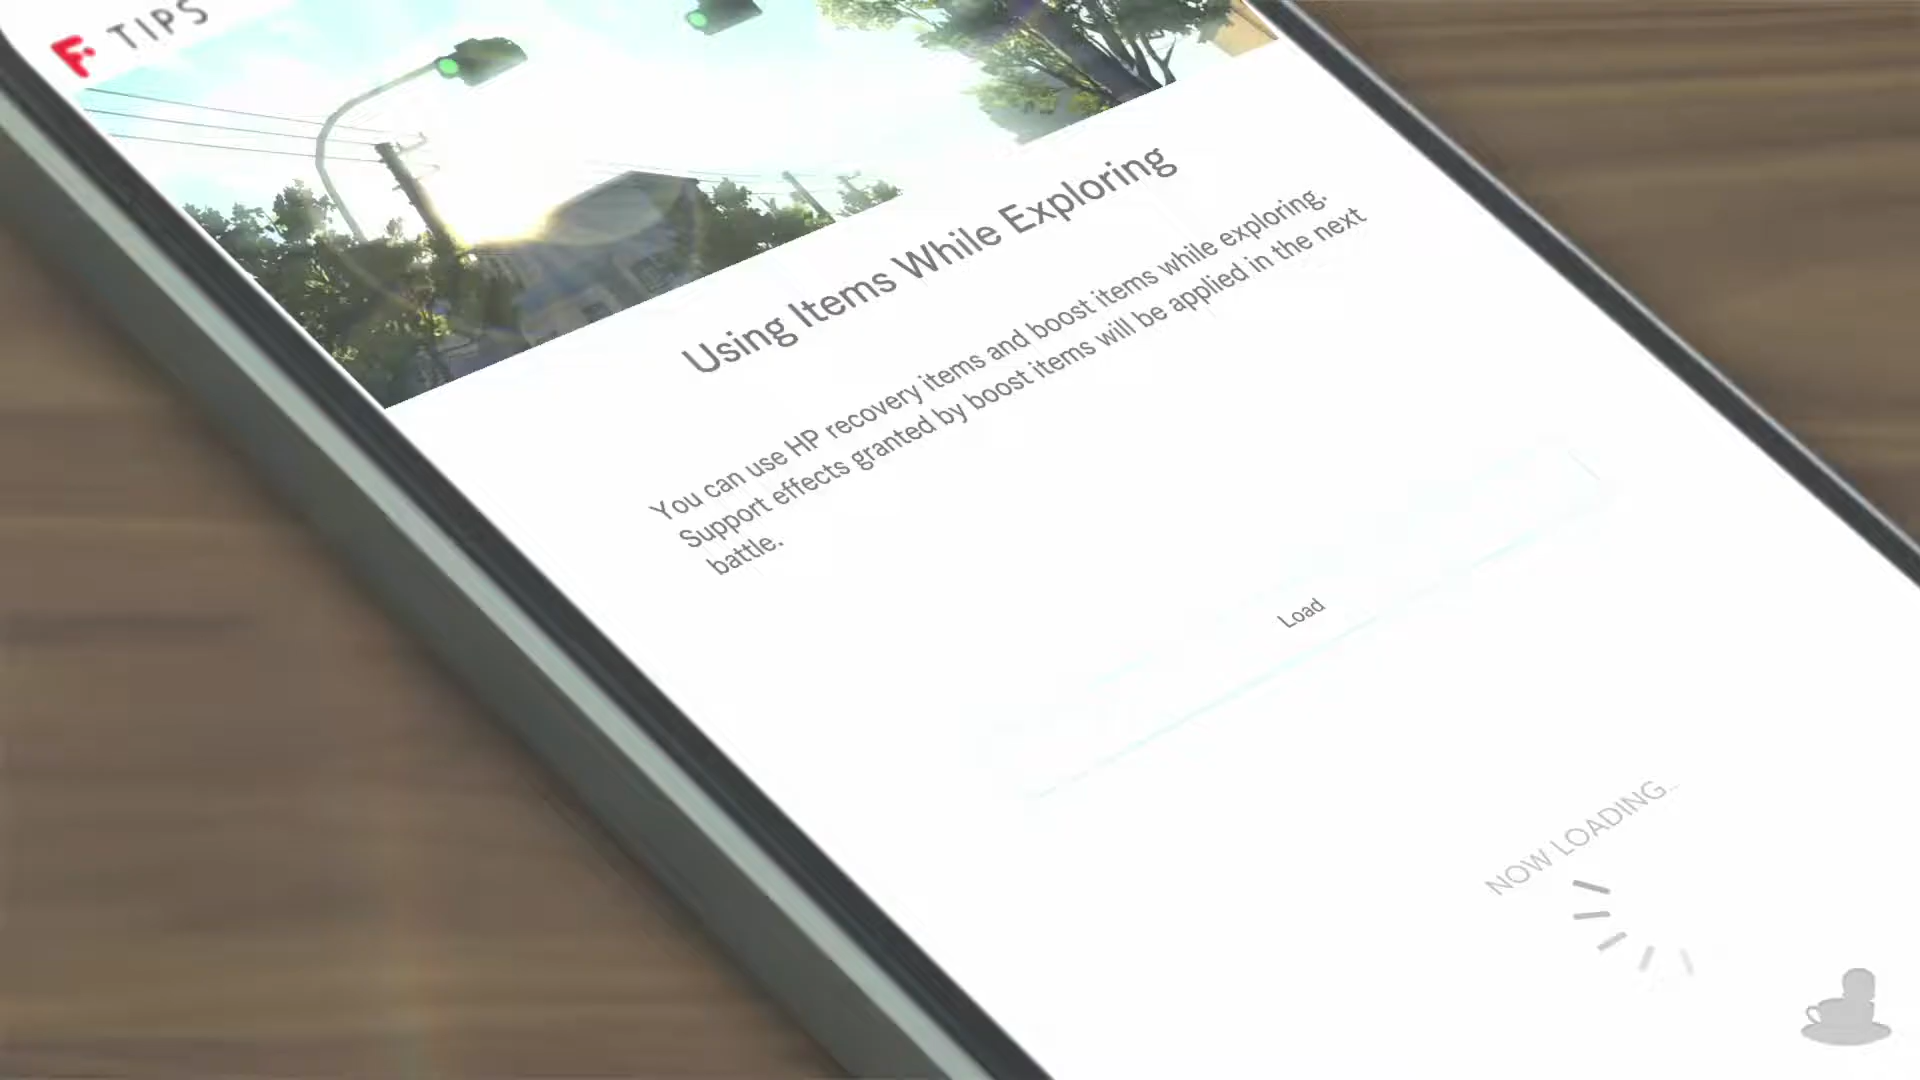 TIPS
Using Items While Exploring
You can use HP recovery items and boost items while exploring.
Support effects granted by boost items will be applied in the next
battle.
Load
NOW LOADING...